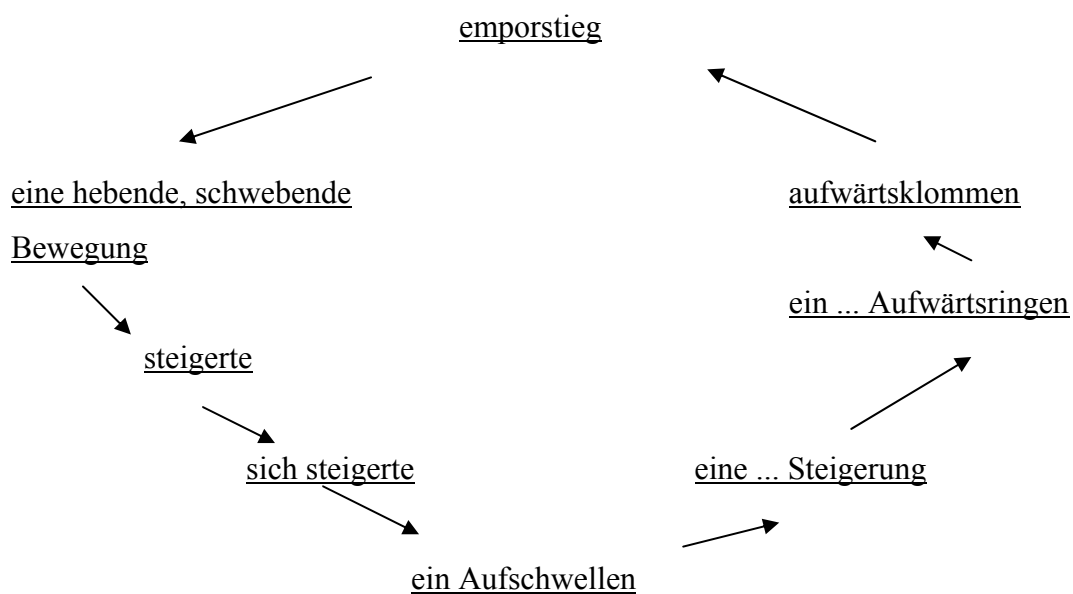 emporstieg
eine hebende, schwebende
Bewegung
steigerte
sich steigerte
ein Aufschwellen
eine ... Steigerung
ein ... Aufwärtsringen
aufwärtsklommen